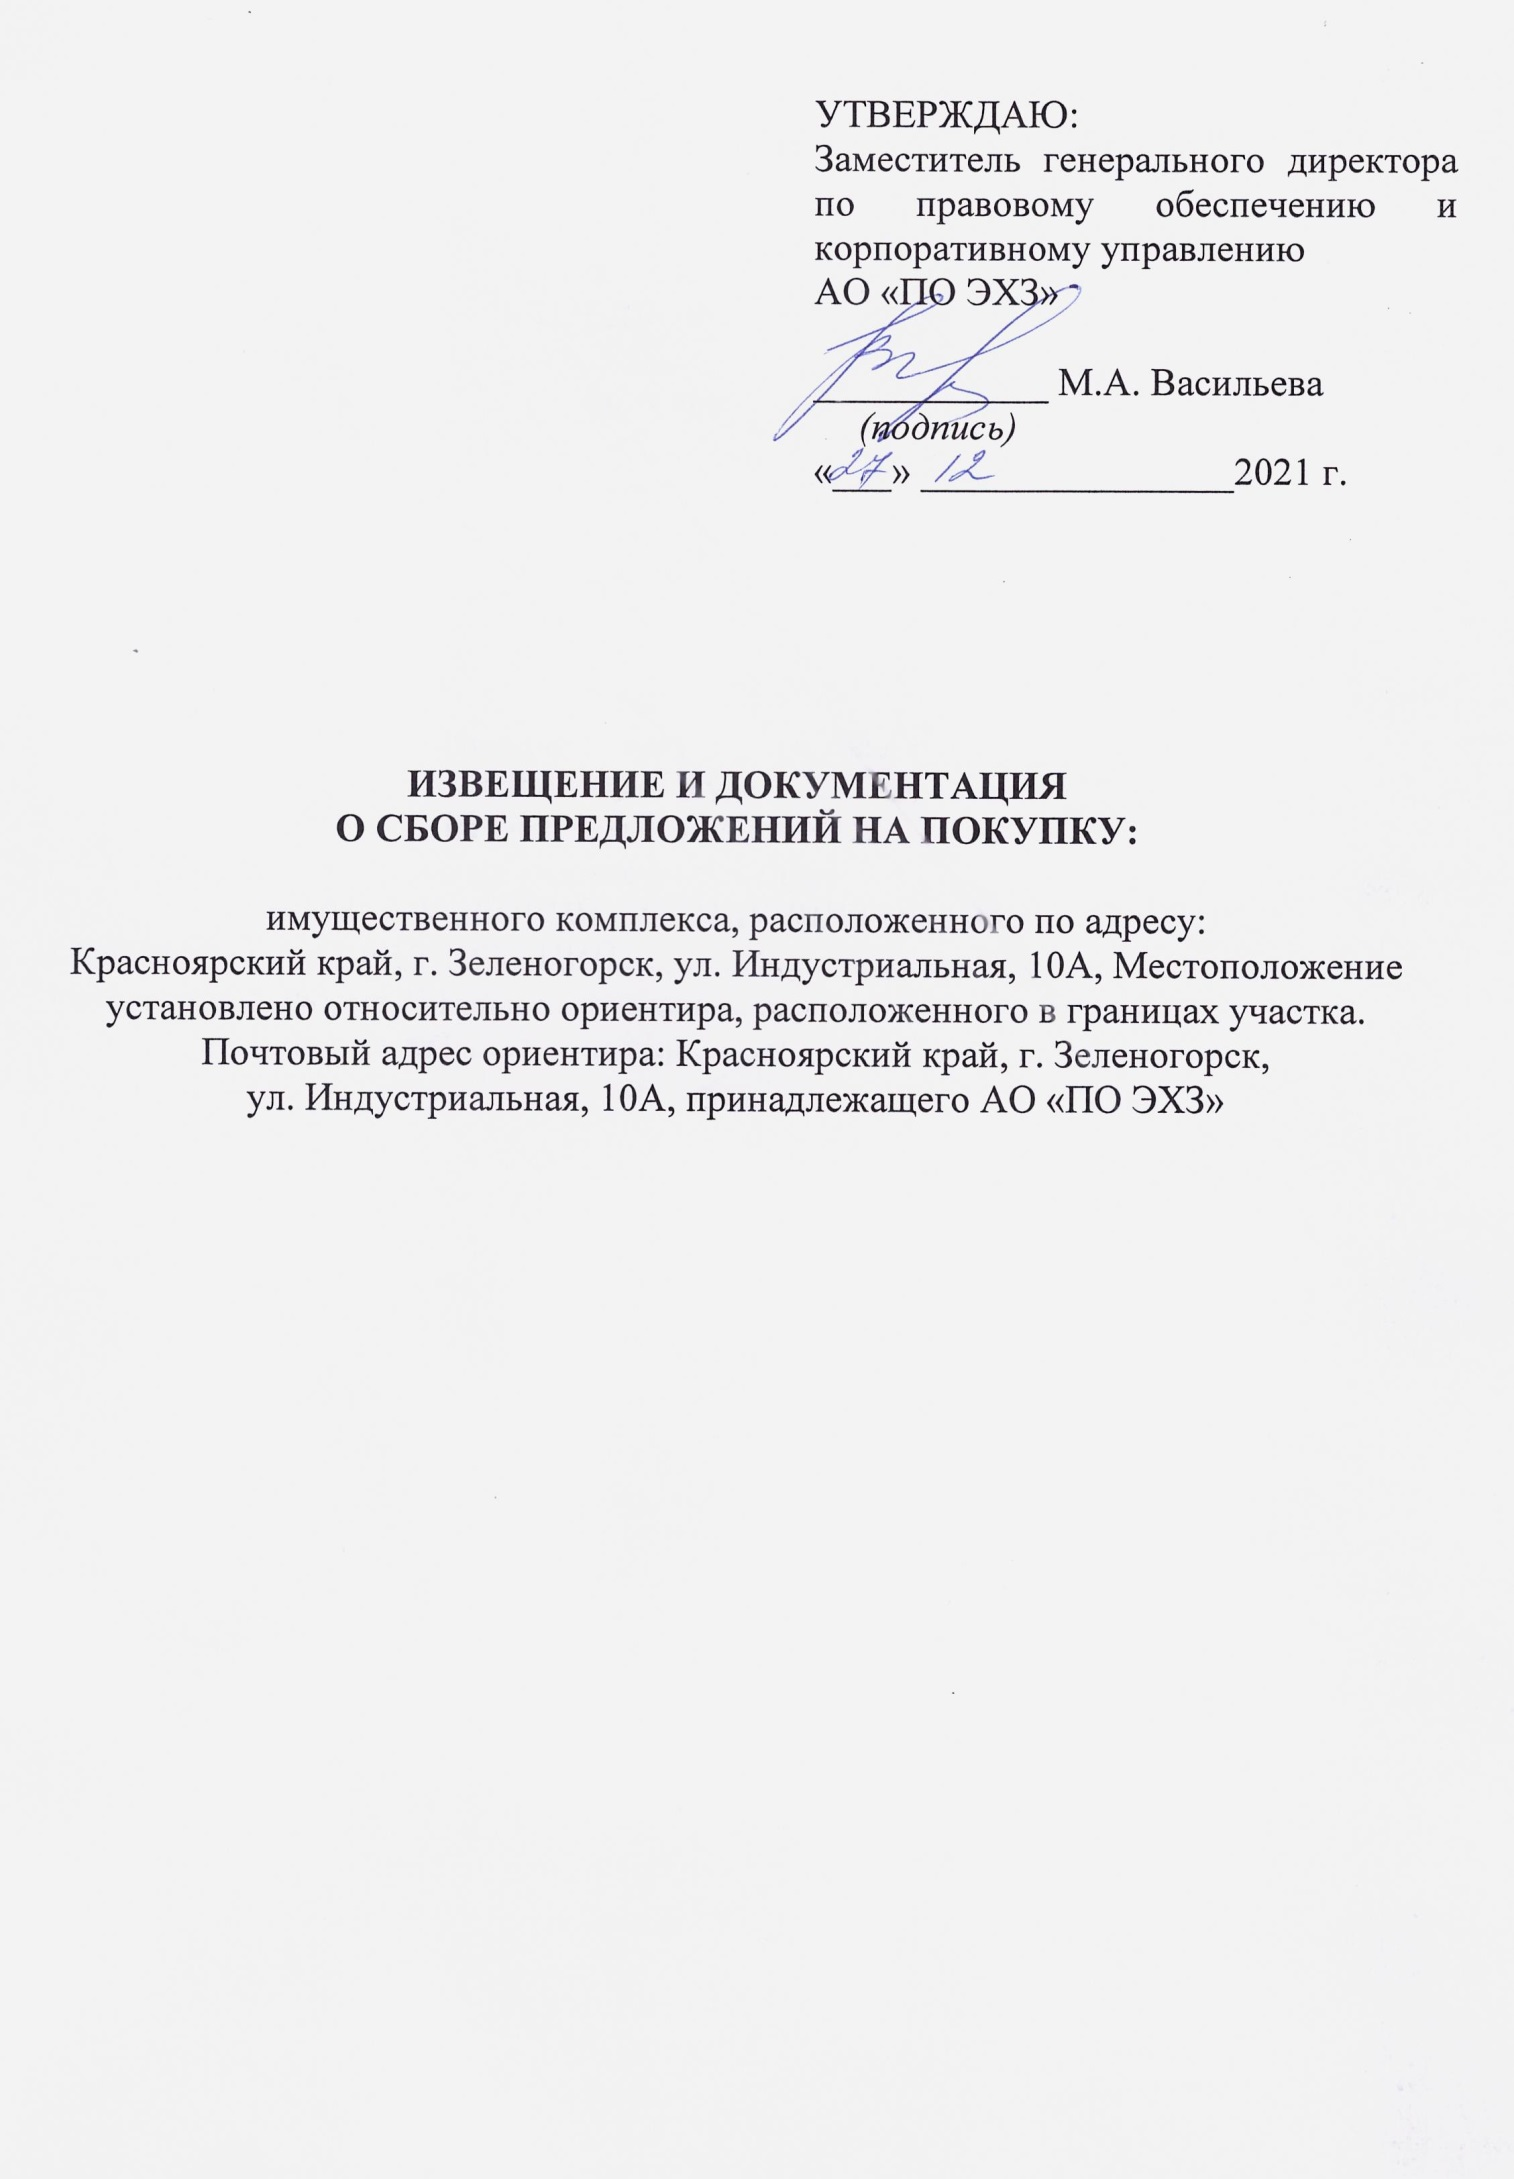 УТВЕРЖДАЮ:
Заместитель генерального директора
по правовому обеспечению и
корпоративному управлению
АО «ПО ЭХЗ»
____________ М.А. Васильева
(подпись)
«27» 12 ________________2021 г.
ИЗВЕЩЕНИЕ И ДОКУМЕНТАЦИЯ
О СБОРЕ ПРЕДЛОЖЕНИЙ НА ПОКУПКУ:
имущественного комплекса, расположенного по адресу:
Красноярский край, г. Зеленогорск, ул. Индустриальная, 10А, Местоположение
установлено относительно ориентира, расположенного в границах участка.
Почтовый адрес ориентира: Красноярский край, г. Зеленогорск,
ул. Индустриальная, 10А, принадлежащего АО «ПО ЭХЗ»